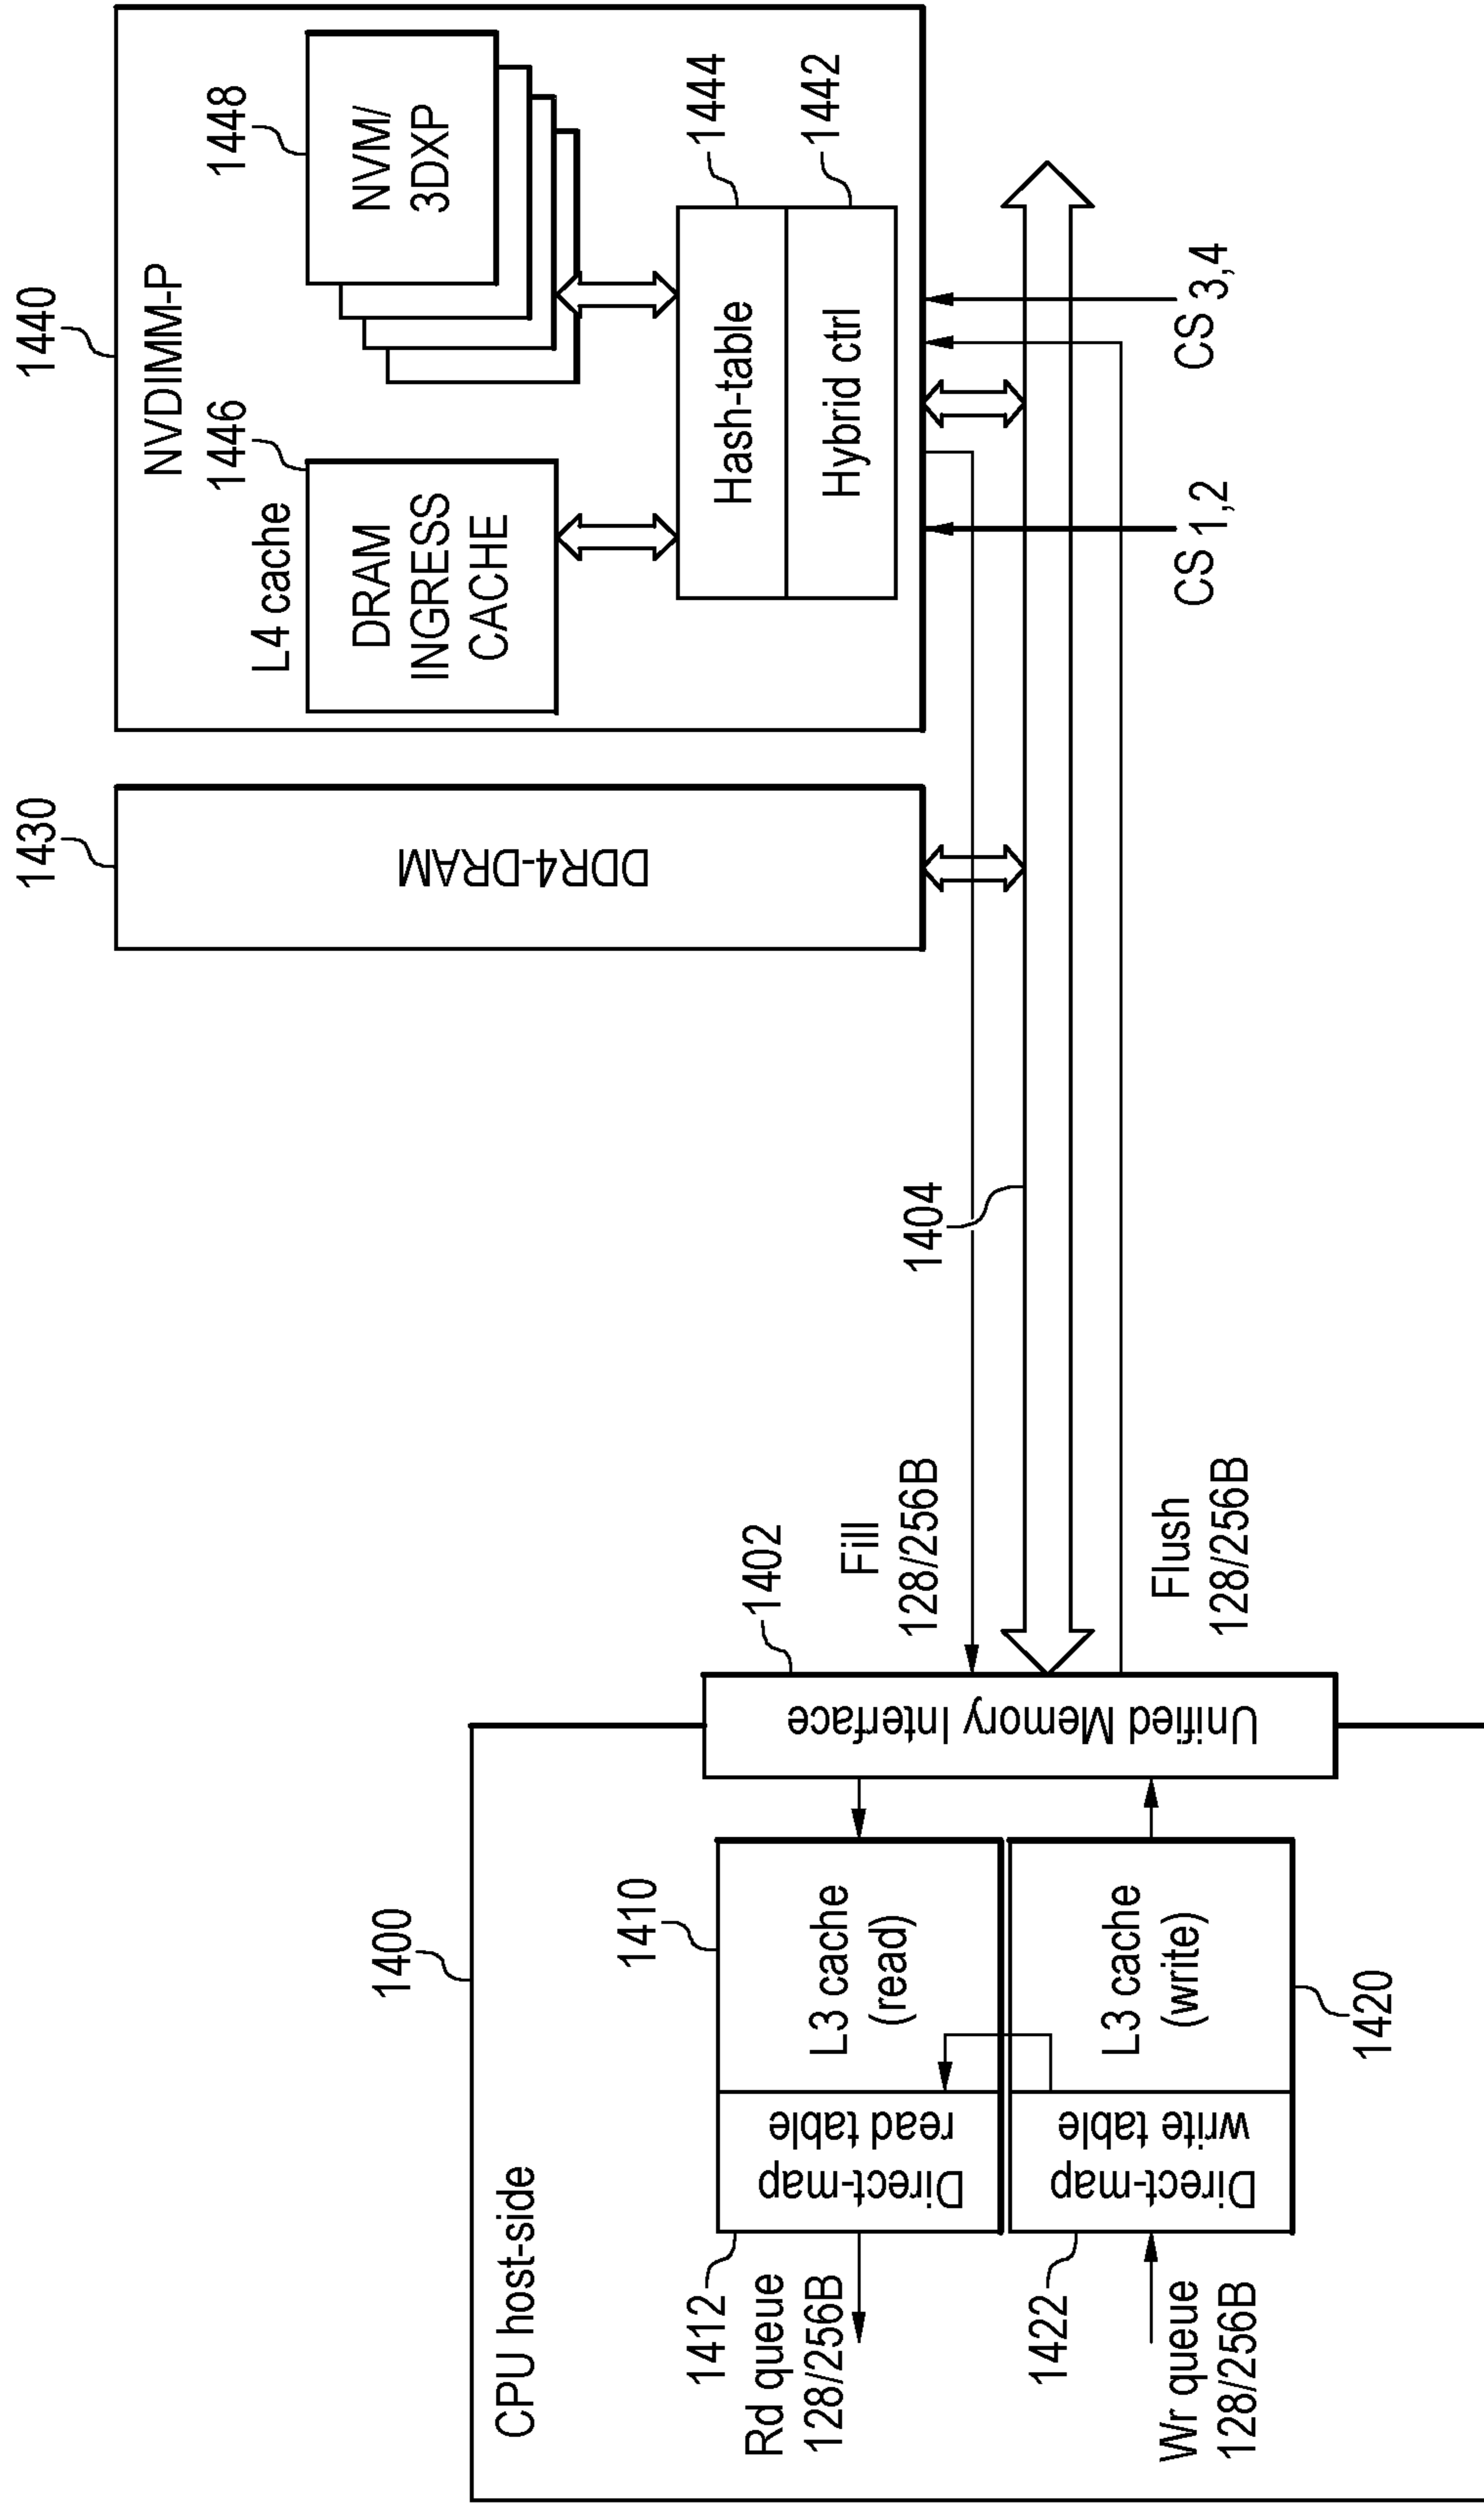 1400
CPU host-side
1412
Rd queue
128/256B
1422
Wr queue
128/256B
Direct-map
read table
Direct-map
write table
1410
L3 cache
(read)
L3 cache
(write)
1420
1402
Unified Memory Interface
Fill
128/256B
Flush
128/256B
1404
1430
DDR4-DRAM
1440
NVDIMM-P
1446
L4 cache
DRAM
INGRESS
CACHE
1448
NVM/
3DXP
1444
Hash-table
1442
Hybriid ctrl
CS 1,2
CS 3,4